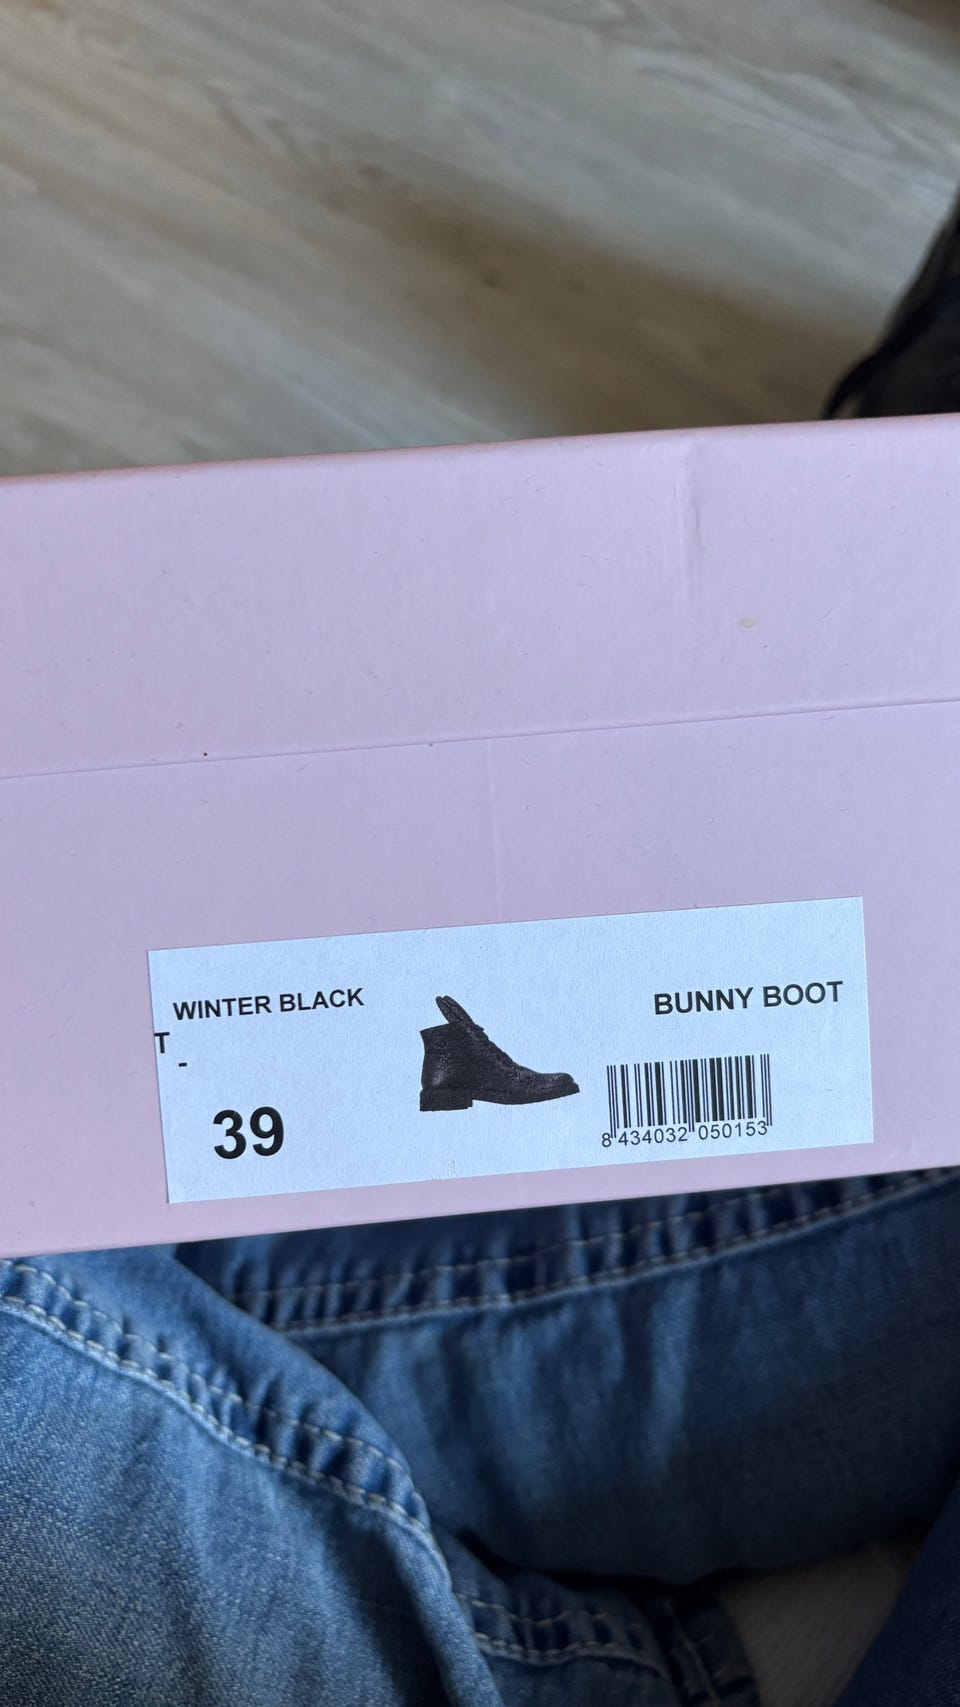 WINTER BLACK
BUNNY BOOT
T
-
39
8 434032 050153